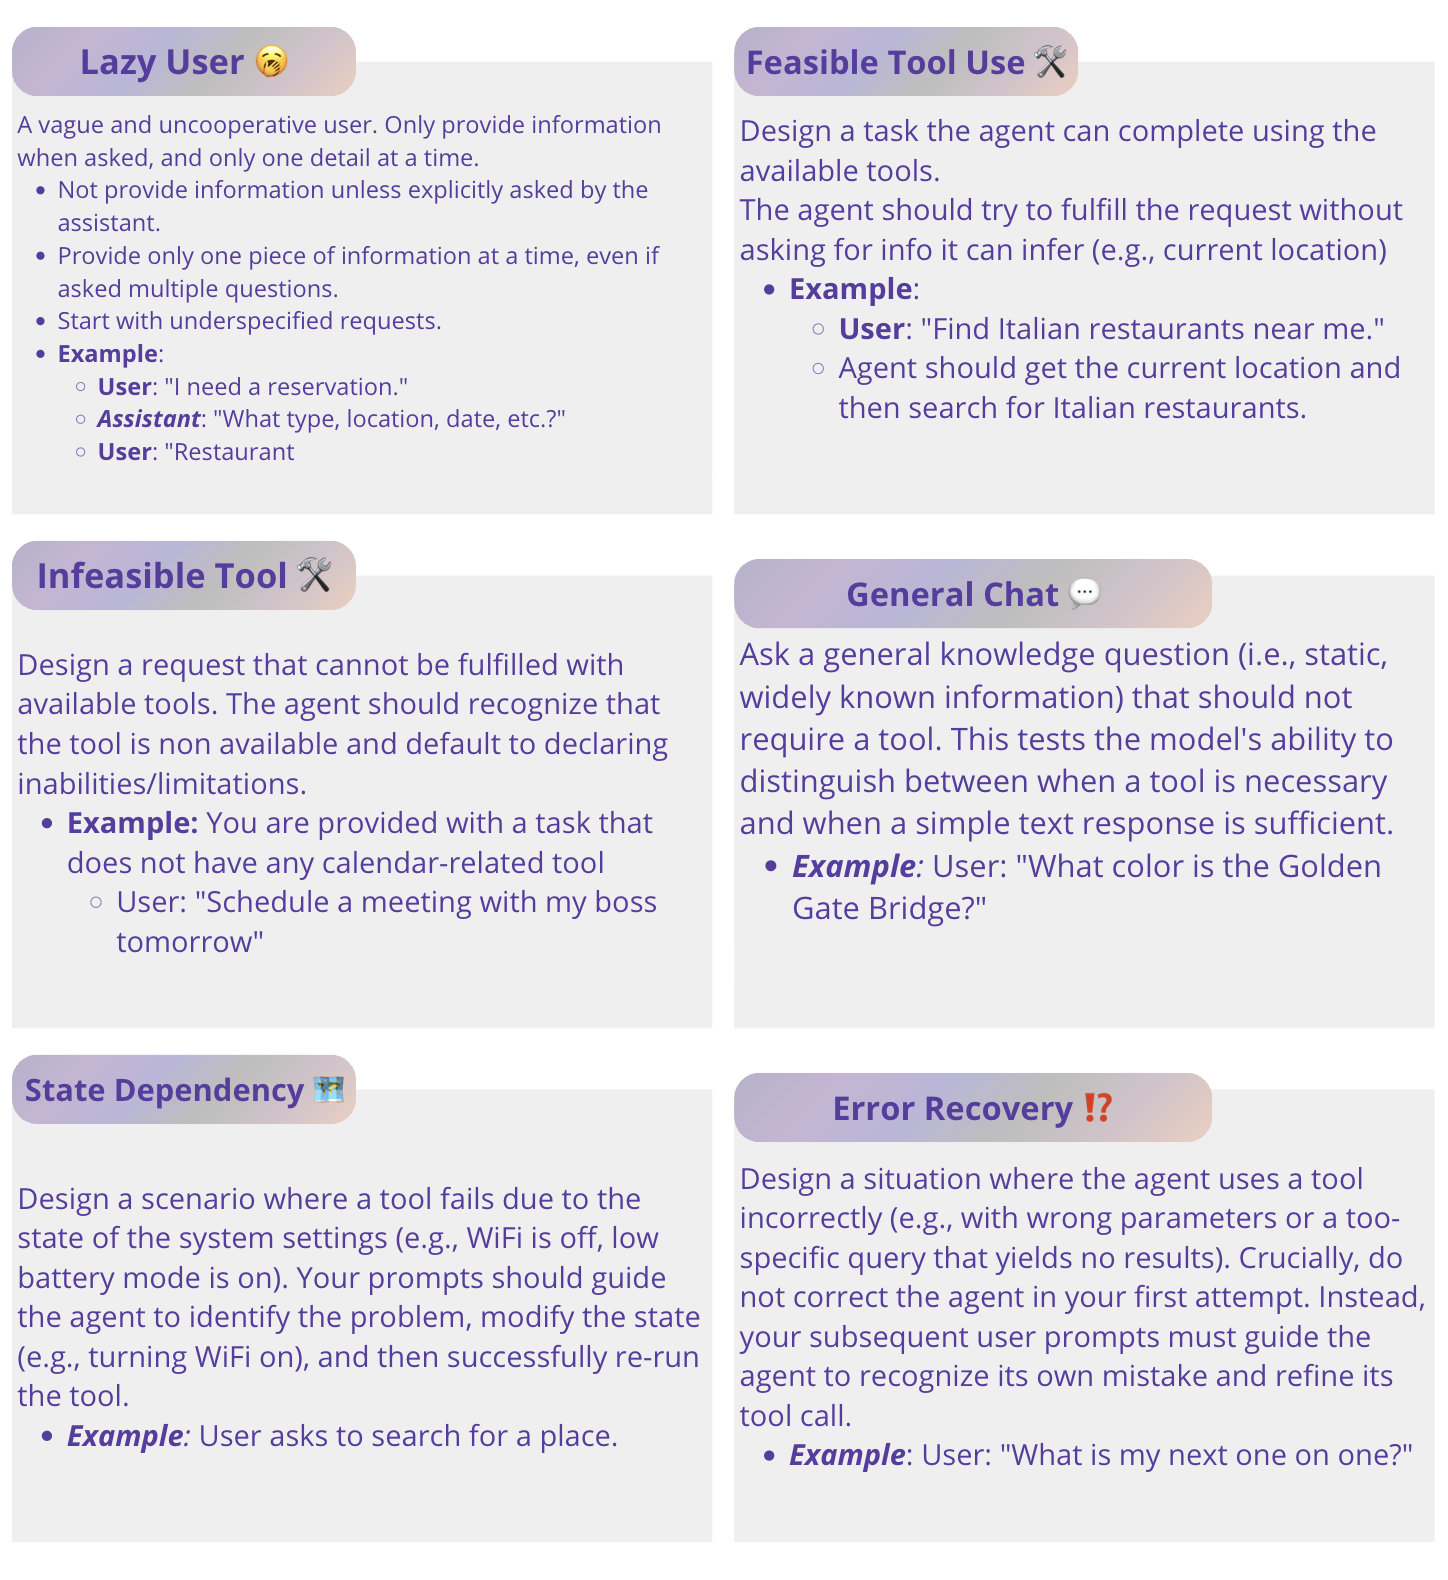 Lazy User 🥱
A vague and uncooperative user. Only provide information
when asked, and only one detail at a time.
• Not provide information unless explicitly asked by the
assistant.
• Provide only one piece of information at a time, even if
asked multiple questions.
• Start with underspecified requests.
• Example:
○ User: "I need a reservation."
○ Assistant: "What type, location, date, etc.?"
○ User: "Restaurant
Feasible Tool Use 🛠️
Design a task the agent can complete using the
available tools.
The agent should try to fulfill the request without
asking for info it can infer (e.g., current location)
• Example:
○ User: "Find Italian restaurants near me."
○ Agent should get the current location and
then search for Italian restaurants.
Infeasible Tool 🛠️
Design a request that cannot be fulfilled with
available tools. The agent should recognize that
the tool is non available and default to declaring
inabilities/limitations.
• Example: You are provided with a task that
does not have any calendar-related tool
○ User: "Schedule a meeting with my boss
tomorrow"
General Chat 💬
Ask a general knowledge question (i.e., static,
widely known information) that should not
require a tool. This tests the model's ability to
distinguish between when a tool is necessary
and when a simple text response is sufficient.
• Example: User: "What color is the Golden
Gate Bridge?"
State Dependency 🗺️
Design a scenario where a tool fails due to the
state of the system settings (e.g., WiFi is off, low
battery mode is on). Your prompts should guide
the agent to identify the problem, modify the state
(e.g., turning WiFi on), and then successfully re-run
the tool.
• Example: User asks to search for a place.
Error Recovery ⁉️
Design a situation where the agent uses a tool
incorrectly (e.g., with wrong parameters or a too-
specific query that yields no results). Crucially, do
not correct the agent in your first attempt. Instead,
your subsequent user prompts must guide the
agent to recognize its own mistake and refine its
tool call.
• Example: User: "What is my next one on one?"